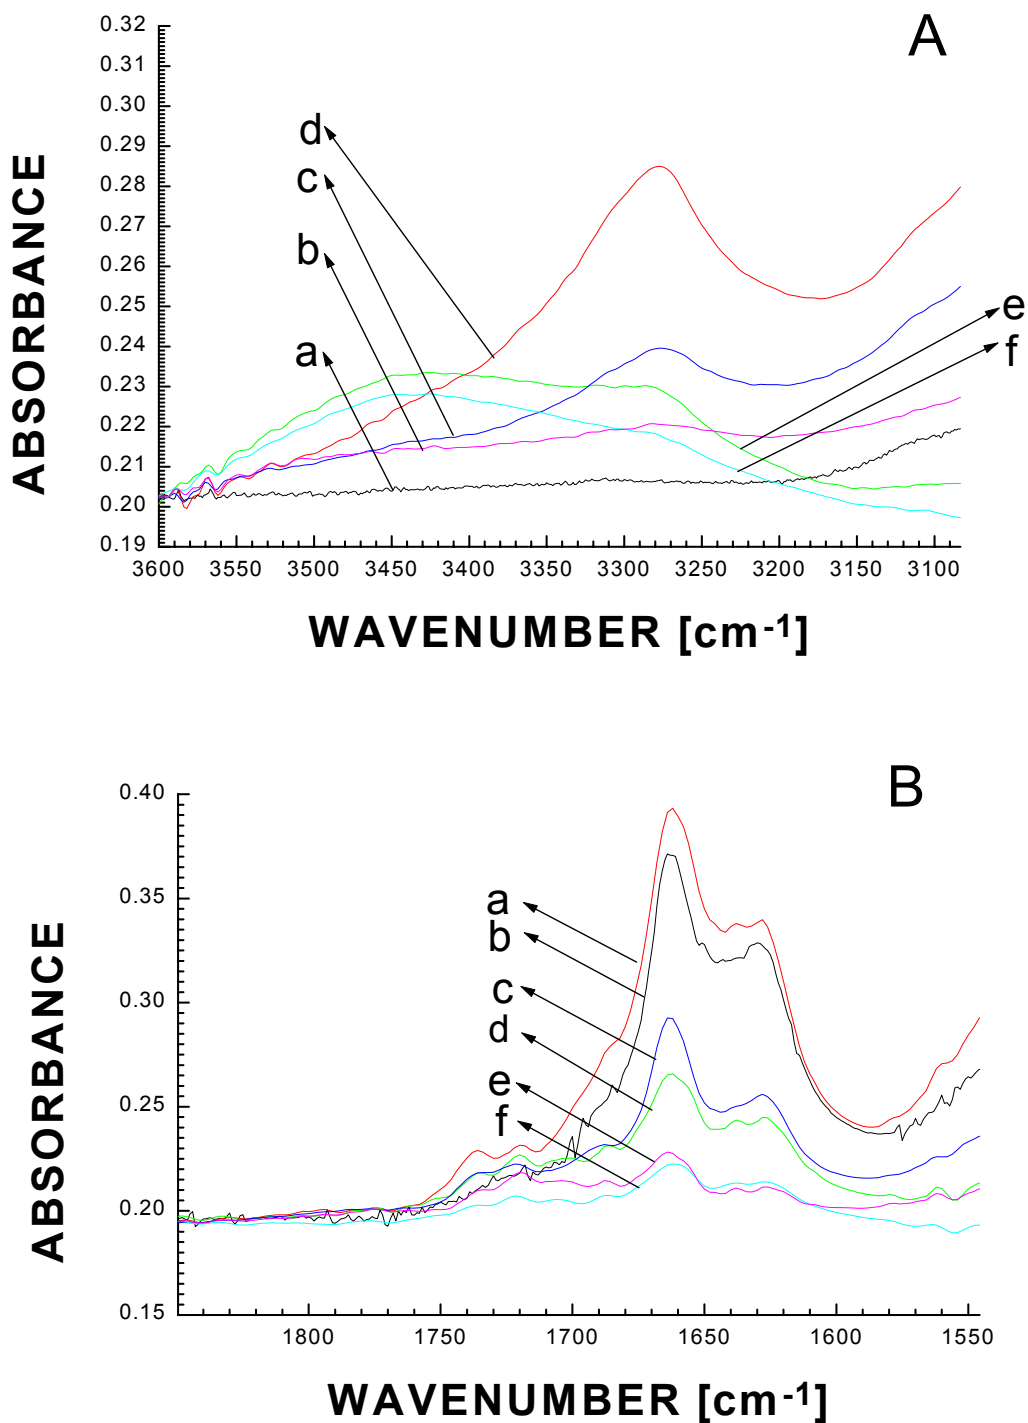 A
0.32
0.31
0.30
0.29
0.28
0.27
0.26
0.25
0.24
0.23
0.22
0.21
0.20
0.19
ABSORBANCE
d
c
b
a
e
f
3600 3550 3500 3450 3400 3350 3300 3250 3200 3150 3100
WAVENUMBER [cm-1]
B
0.40
0.35
0.30
0.25
0.20
0.15
ABSORBANCE
a
b
c
d
e
f
1800 1750 1700 1650 1600 1550
WAVENUMBER [cm-1]